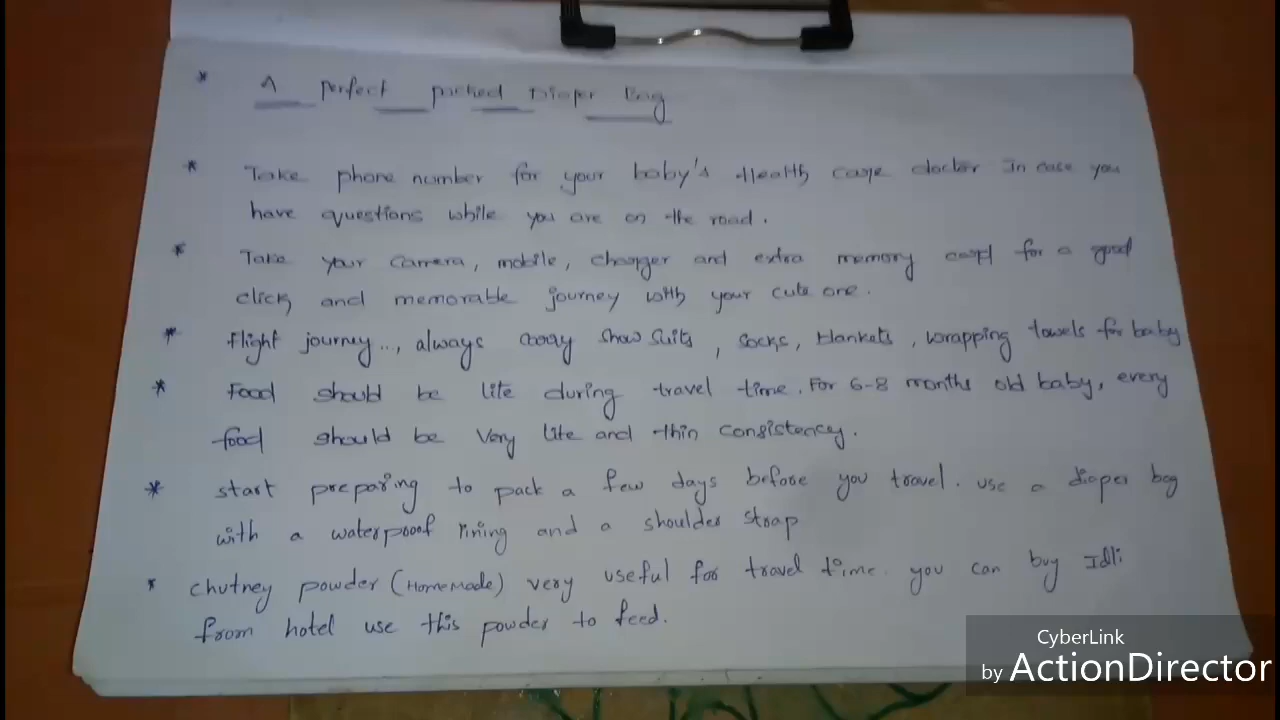 * A perfect packed Diaper bag
* Take phone number for your baby's Health care doctor In case you
have questions while you are on the road.
* Take your camera, mobile, charger and extra memory card for a good
click and memorable journey with your cute one.
* Flight journey..., always carry snow suits, socks, blankets, wrapping towels for baby
* Food should be lite during travel time. For 6-8 months old baby, every
food should be very lite and thin consistency.
* start preparing to pack a few days before you travel. use a diaper bag
with a waterproof lining and a shoulder strap
* chutney powder (Homemade) very useful for travel time. you can buy Idli
from hotel use this powder to feed.
CyberLink
by ActionDirector